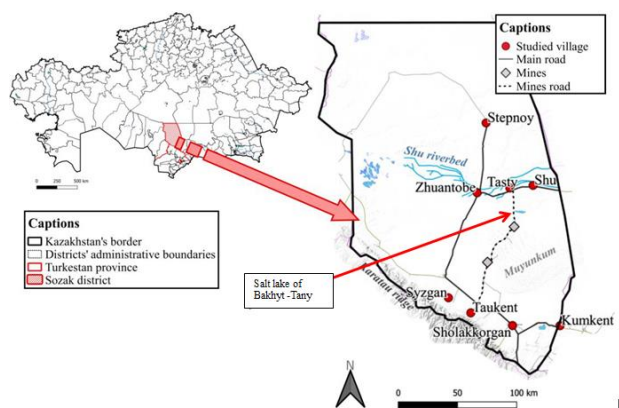 0 250 500 km
Captions
Kazakhstan's border
Districts' administrative boundaries
Turkestan province
Sozak district
Captions
Studied village
Main road
Mines
Mines road
Stepnoy
Shu riverbed
Zhuantobe
Tasty
Shu
Salt lake of
Bakhyt -Tany
Muyunkum
Karatau ridge
Syzgan
Taukent
Sholakkorgan
Kumkent
N
0 50 100 km